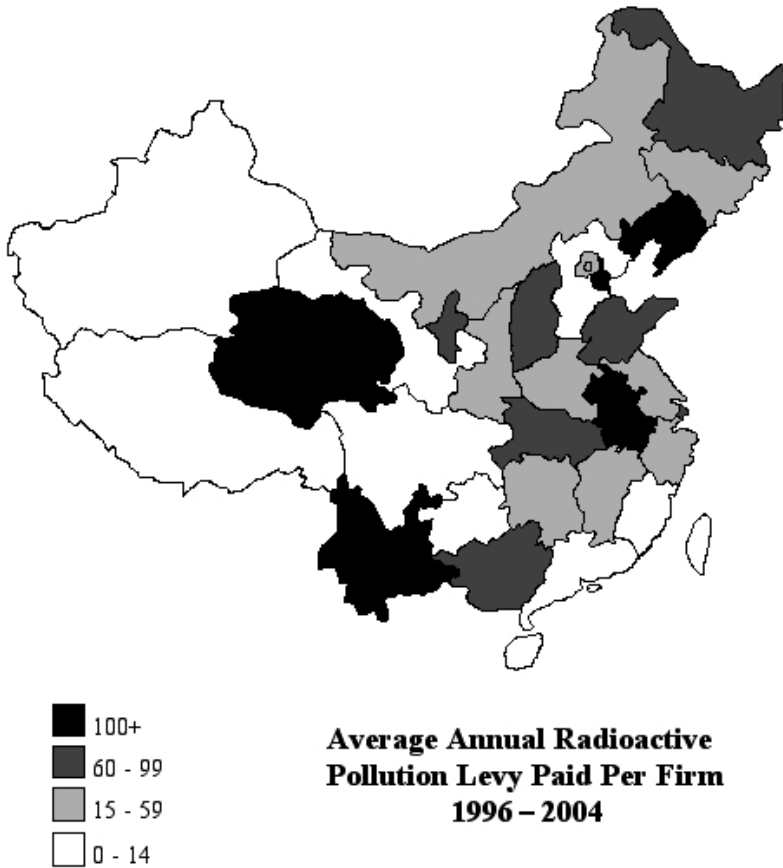 100+
60 - 99
15 - 59
0 - 14
Average Annual Radioactive
Pollution Levy Paid Per Firm
1996 – 2004